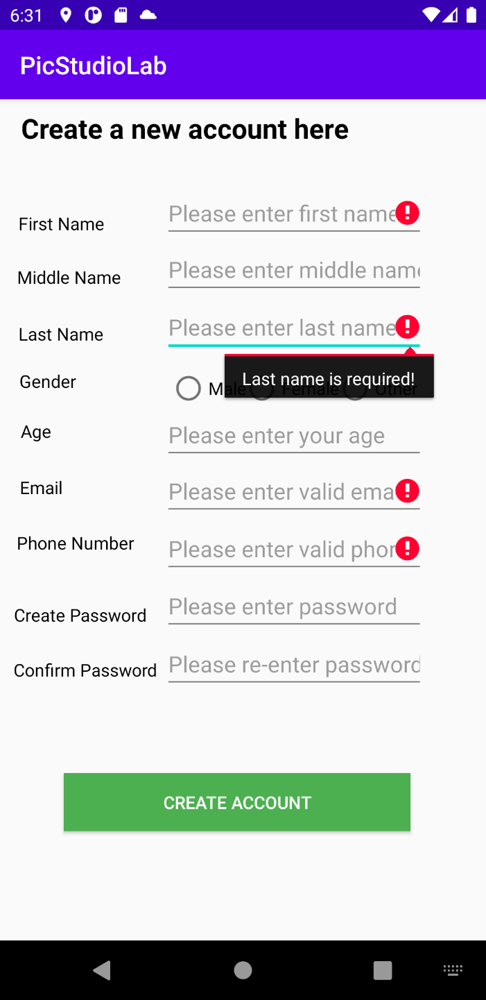 6:31
PicStudioLab
Create a new account here
First Name
Please enter first name
Middle Name
Please enter middle name
Last Name
Please enter last name
Last name is required!
Gender
Male
Female
Other
Age
Please enter your age
Email
Please enter valid ema
Phone Number
Please enter valid phon
Create Password
Please enter password
Confirm Password
Please re-enter password
CREATE ACCOUNT